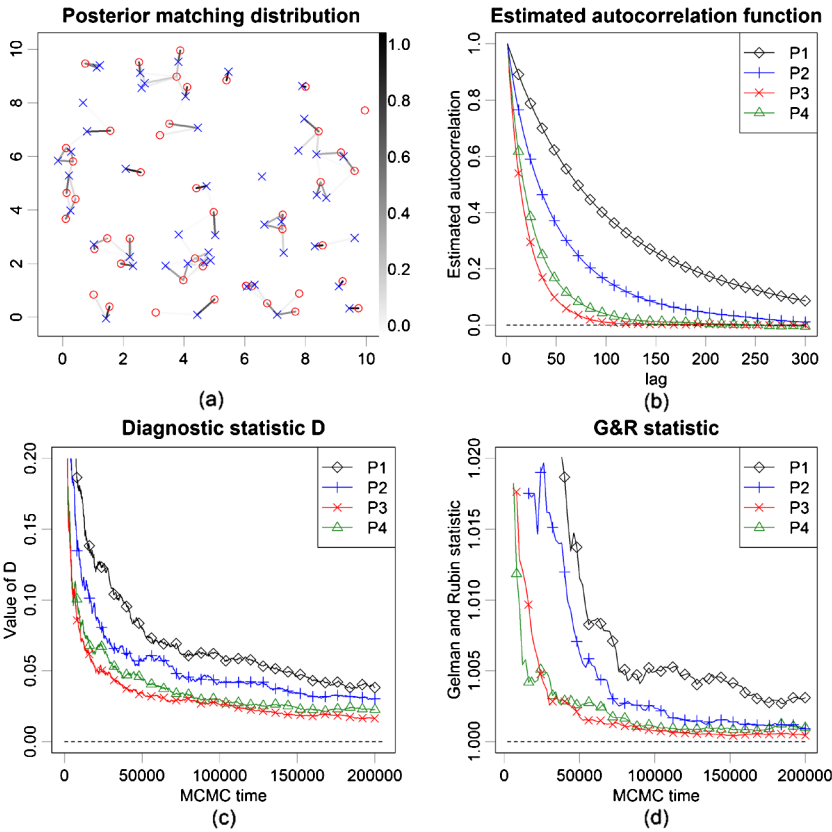 Posterior matching distribution
10
8
6
4
2
0
0 2 4 6 8 10
1.0
0.8
0.6
0.4
0.2
0.0
(a)
Estimated autocorrelation function
Estimated autocorrelation
1.0
0.8
0.6
0.4
0.2
0.0
P1
P2
P3
P4
0 50 100 150 200 250 300
lag
(b)
Diagnostic statistic D
Value of D
0.20
0.15
0.10
0.05
0.00
P1
P2
P3
P4
0 50000 100000 150000 200000
MCMC time
(c)
G&R statistic
Gelman and Rubin statistic
1.020
1.015
1.010
1.005
1.000
P1
P2
P3
P4
0 50000 100000 150000 200000
MCMC time
(d)